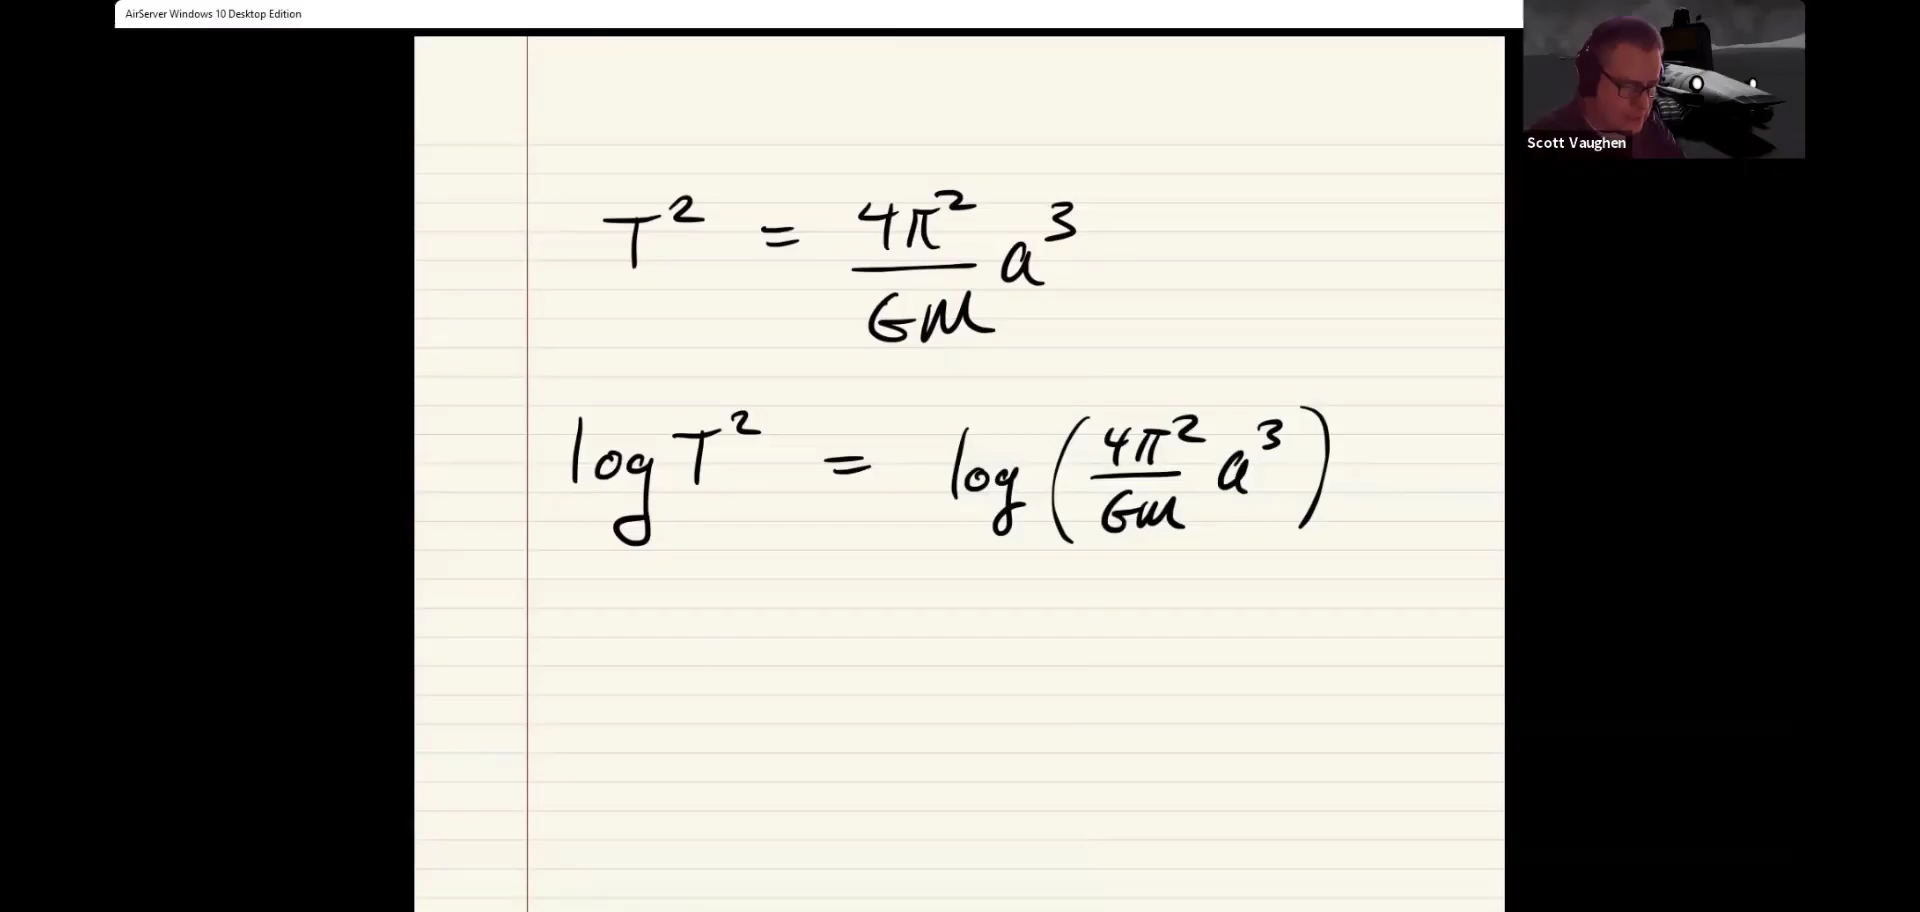 AirServer Windows 10 Desktop Edition
Scott Vaughen
T² = 4π²/GM a³
log T² = log (4π²/GM a³)